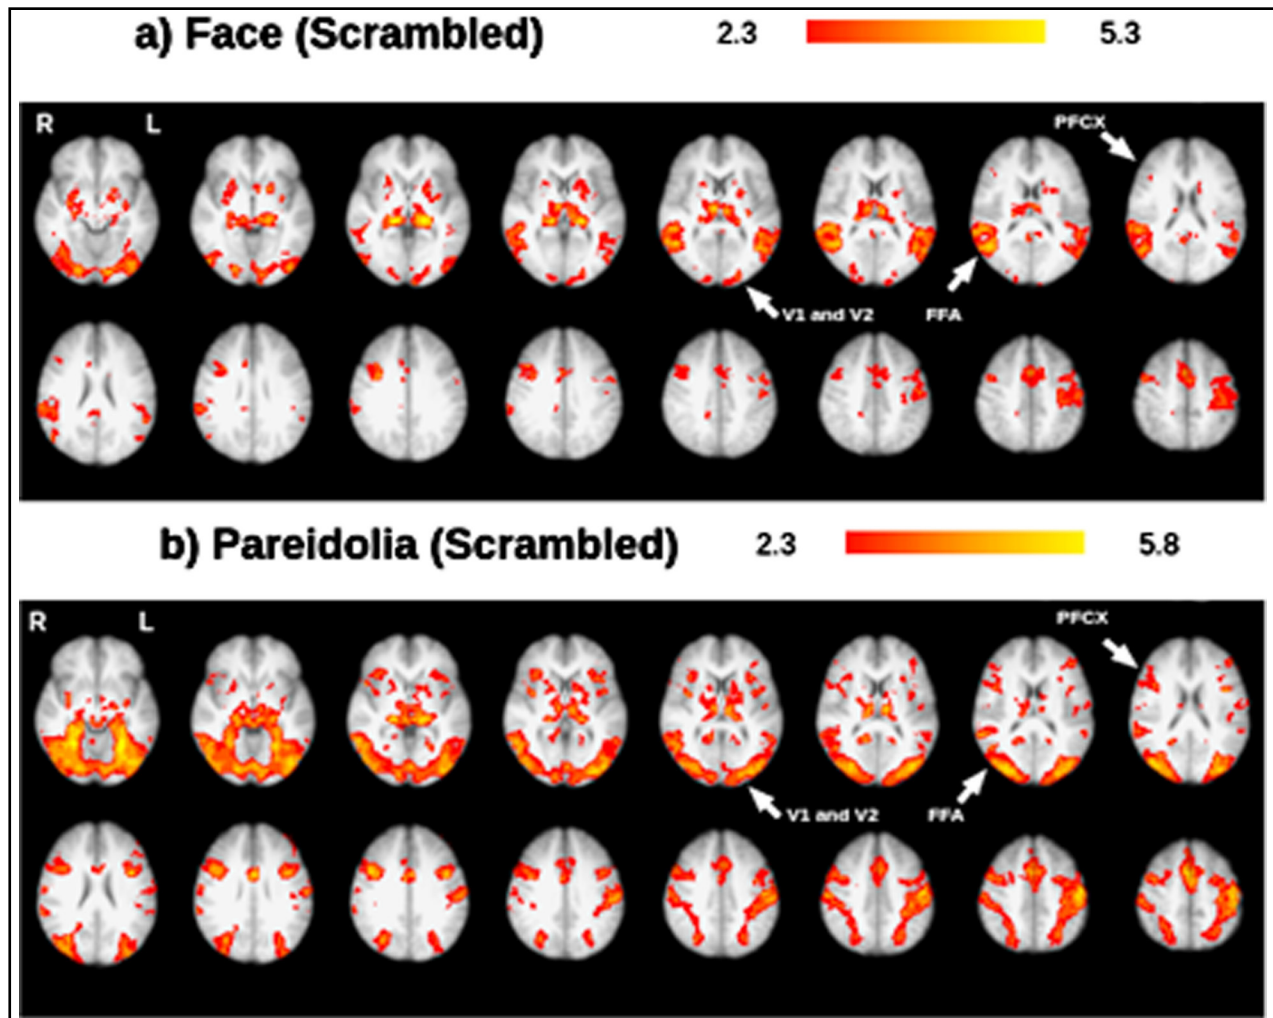 a) Face (Scrambled) 2.3 5.3
R L PFCX
V1 and V2 FFA
b) Pareidolia (Scrambled) 2.3 5.8
R L PFCX
V1 and V2 FFA